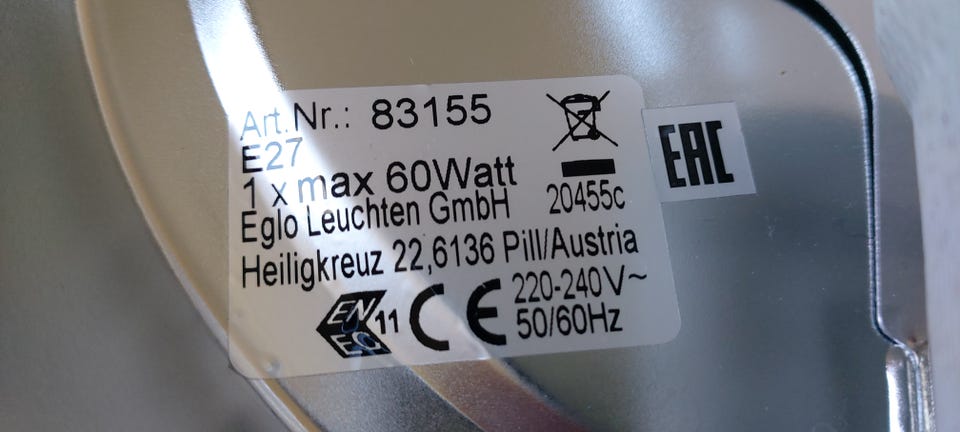 Art.Nr.: 83155
E27
1 x max 60Watt
20455c
Eglo Leuchten GmbH
Heiligkreuz 22,6136 Pill/Austria
EN
EC
11
CE
220-240V~
50/60Hz
EAC